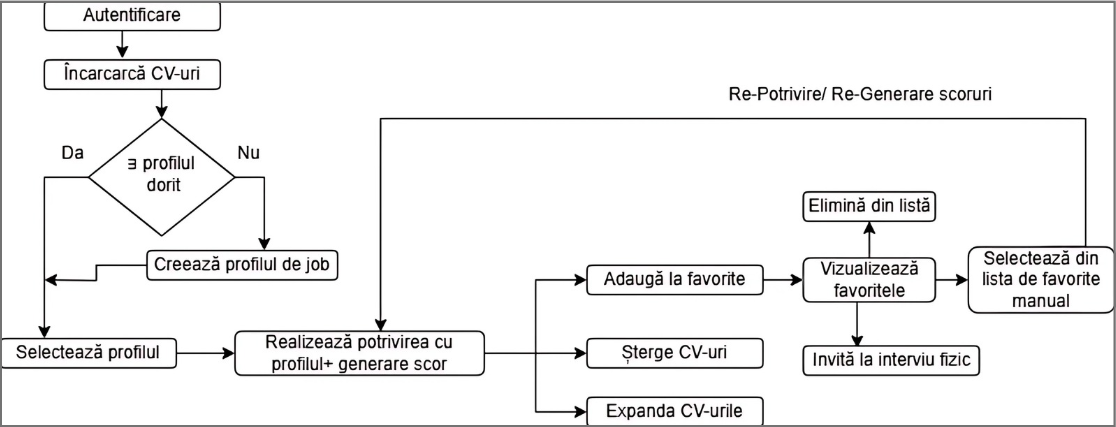 Autentificare
Încarcarcă CV-uri
Re-Potrivire/ Re-Generare scoruri
Da
Nu
∃ profilul
dorit
Elimină din listă
Creează profilul de job
Adaugă la favorite
Vizualizează
favoritele
Selectează din
lista de favorite
manual
Selectează profilul
Realizează potrivirea cu
profilul+ generare scor
Șterge CV-uri
Invită la interviu fizic
Expanda CV-urile